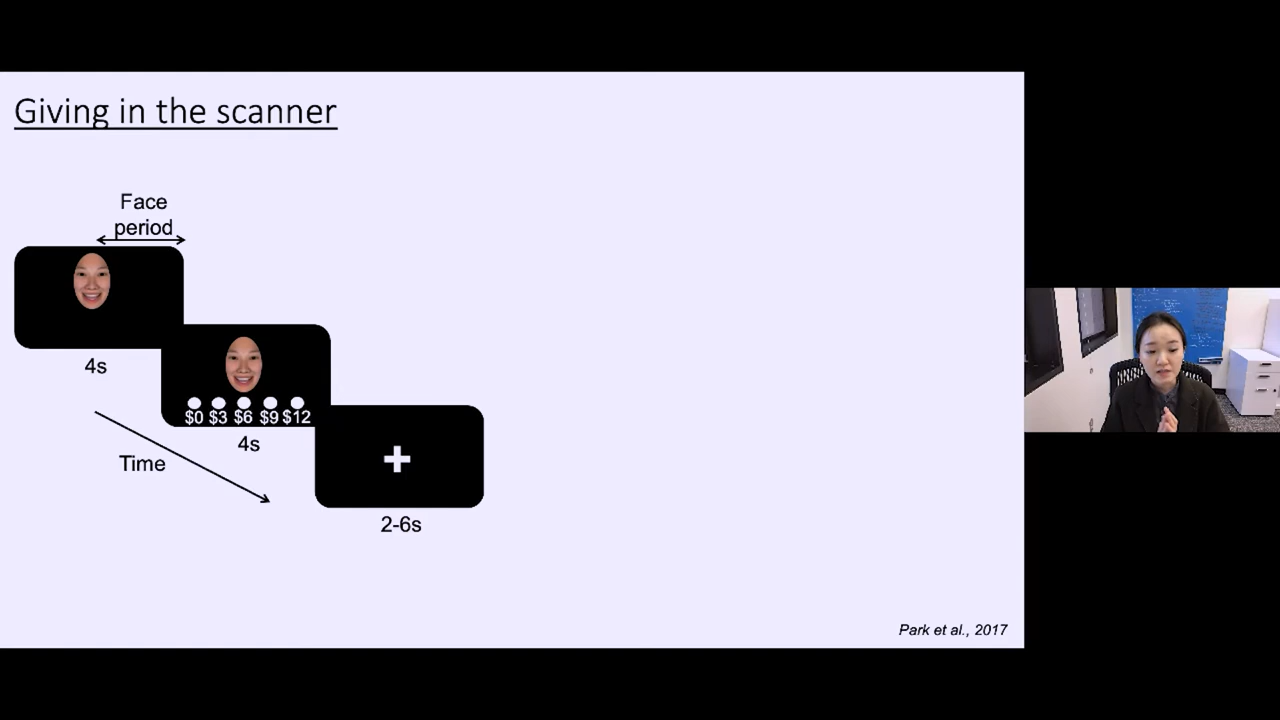 Giving in the scanner
Face
period
4s
$0 $3 $6 $9 $12
4s
Time
2-6s
Park et al., 2017